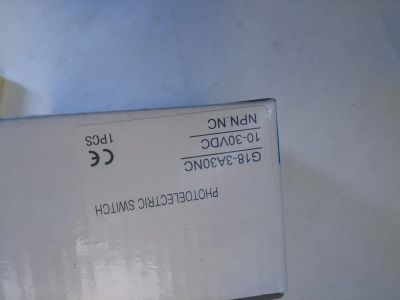 PHOTOELECTRIC SWITCH
G18-3A30NC
10-30VDC
NPN.NC
CE
1PCS